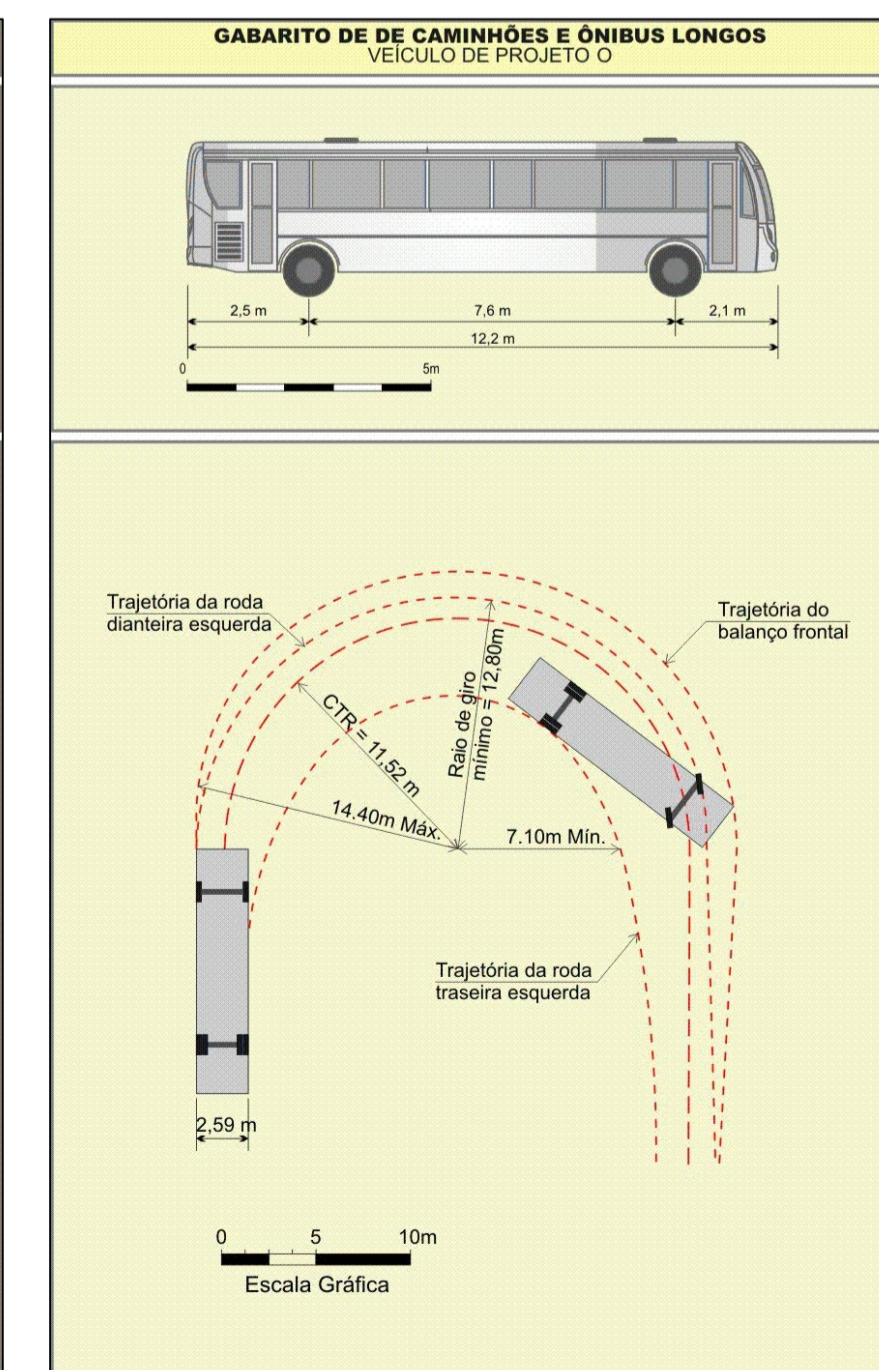 GABARITO DE DE CAMINHÕES E ÔNIBUS LONGOS
VEÍCULO DE PROJETO O
2,5 m
7,6 m
2,1 m
12,2 m
0
5m
Trajetória da roda
dianteira esquerda
Trajetória do
balanço frontal
CTR = 11,52 m
Raio de giro
mínimo = 12,80m
14.40m Máx.
7.10m Mín.
Trajetória da roda
traseira esquerda
2,59 m
0 5 10m
Escala Gráfica